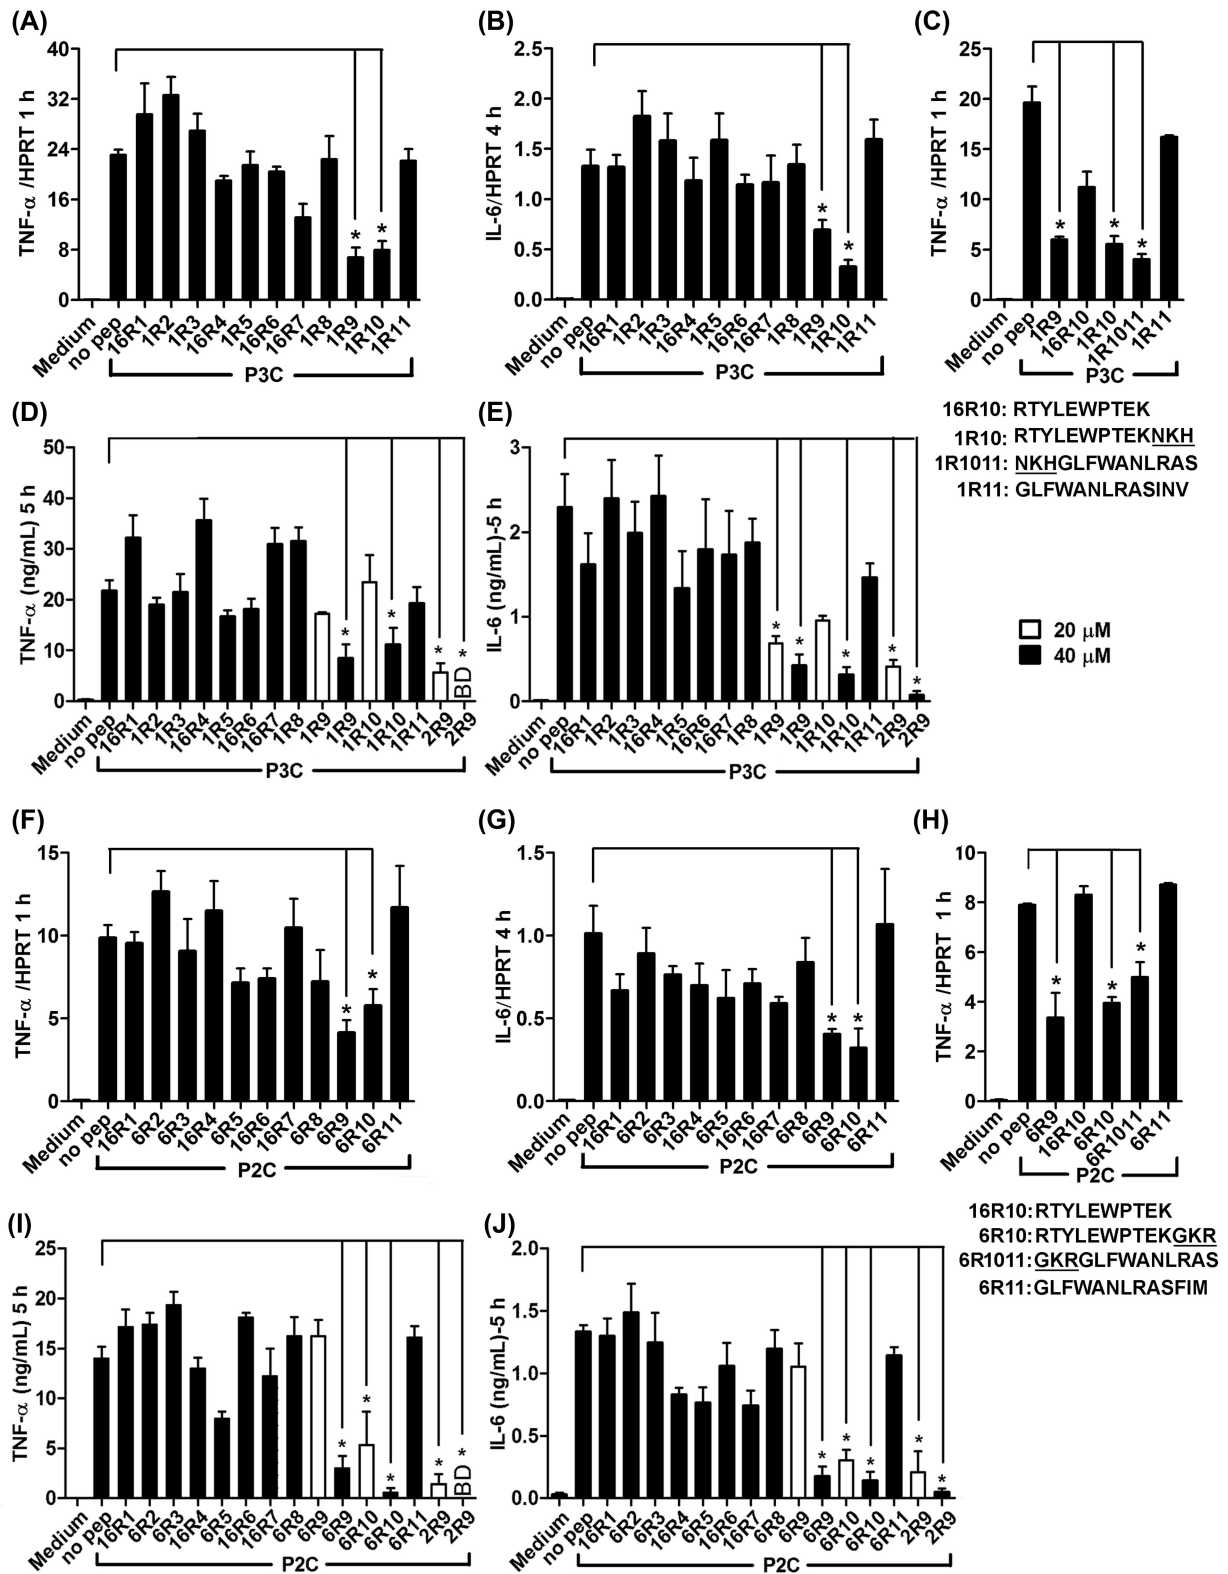 (A)
TNF-α /HPRT 1 h
40
32
24
16
8
0
* *
Medium
no pep
16R1
1R2
1R3
16R4
1R5
16R6
16R7
1R8
1R9
1R10
1R11
P3C
(B)
IL-6/HPRT 4 h
2.5
2.0
1.5
1.0
0.5
0.0
* *
Medium
no pep
16R1
1R2
1R3
16R4
1R5
16R6
16R7
1R8
1R9
1R10
1R11
P3C
(C)
TNF-α /HPRT 1 h
25
20
15
10
5
0
* * *
Medium
no pep
1R9
16R10
1R10
1R1011
1R11
P3C
16R10: RTYLEWPTEK
1R10: RTYLEWPTEKNKH
1R1011: NKHGLFWANLRAS
1R11: GLFWANLRASINV
(D)
TNF-α (ng/mL) 5 h
50
40
30
20
10
0
* * * *
BD
Medium
no pep
16R1
1R2
1R3
16R4
1R5
16R6
16R7
1R8
1R9
1R9
1R10
1R10
1R11
2R9
2R9
P3C
(E)
IL-6 (ng/mL)-5 h
3
2
1
0
* * * * *
Medium
no pep
16R1
1R2
1R3
16R4
1R5
16R6
16R7
1R8
1R9
1R9
1R10
1R10
1R11
2R9
2R9
P3C
20 μM
40 μM
(F)
TNF-α /HPRT 1 h
15
10
5
0
* *
Medium
no pep
16R1
6R2
6R3
16R4
6R5
16R6
16R7
6R8
6R9
6R10
6R11
P2C
(G)
IL-6/HPRT 4 h
1.5
1.0
0.5
0.0
* *
Medium
no pep
16R1
6R2
6R3
16R4
6R5
16R6
16R7
6R8
6R9
6R10
6R11
P2C
(H)
TNF-α /HPRT 1 h
10
8
6
4
2
0
* * *
Medium
no pep
6R9
16R10
6R10
6R1011
6R11
P2C
16R10: RTYLEWPTEK
6R10: RTYLEWPTEKGKR
6R1011: GKRGLFWANLRAS
6R11: GLFWANLRASFIM
(I)
TNF-α (ng/mL) 5 h
25
20
15
10
5
0
* * * * *
BD
Medium
no pep
16R1
6R2
6R3
16R4
6R5
16R6
16R7
6R8
6R9
6R9
6R10
6R10
6R11
2R9
2R9
P2C
(J)
IL-6 (ng/mL)-5 h
2.0
1.5
1.0
0.5
0.0
* * * * *
Medium
no pep
16R1
6R2
6R3
16R4
6R5
16R6
16R7
6R8
6R9
6R9
6R10
6R10
6R11
2R9
2R9
P2C